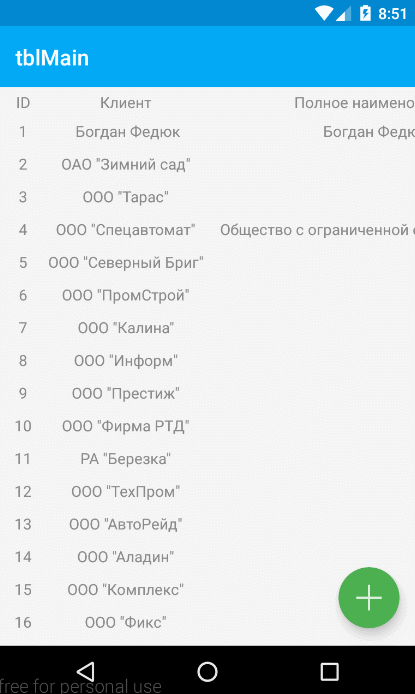 8:51
tblMain
ID Клиент Полное наимено
1 Богдан Федюк Богдан Федк
2 ОАО "Зимний сад"
3 ООО "Тарас"
4 ООО "Спецавтомат" Общество с ограниченной
5 ООО "Северный Бриг"
6 ООО "ПромСтрой"
7 ООО "Калина"
8 ООО "Информ"
9 ООО "Престиж"
10 ООО "Фирма РТД"
11 РА "Березка"
12 ООО "ТехПром"
13 ООО "АвтоРейд"
14 ООО "Аладин"
15 ООО "Комплекс"
16 ООО "Фикс"
free for personal use